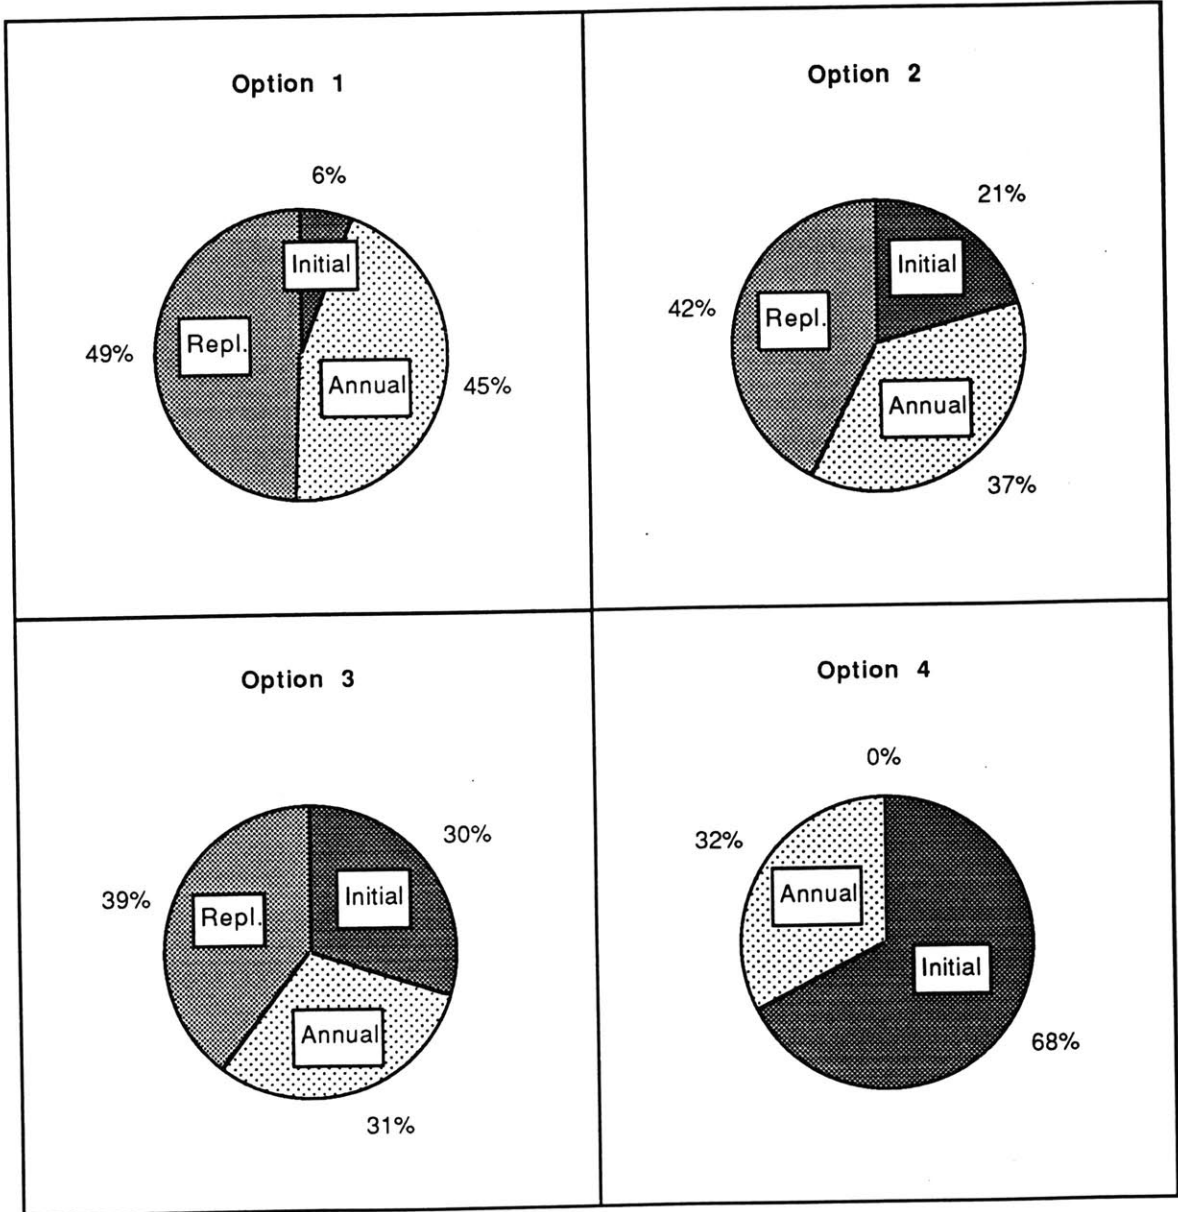 Option 1
6%
Initial
Repl.
49%
Annual
45%
Option 2
21%
Initial
42%
Repl.
Annual
37%
Option 3
30%
Initial
39%
Repl.
Annual
31%
Option 4
0%
32%
Annual
Initial
68%